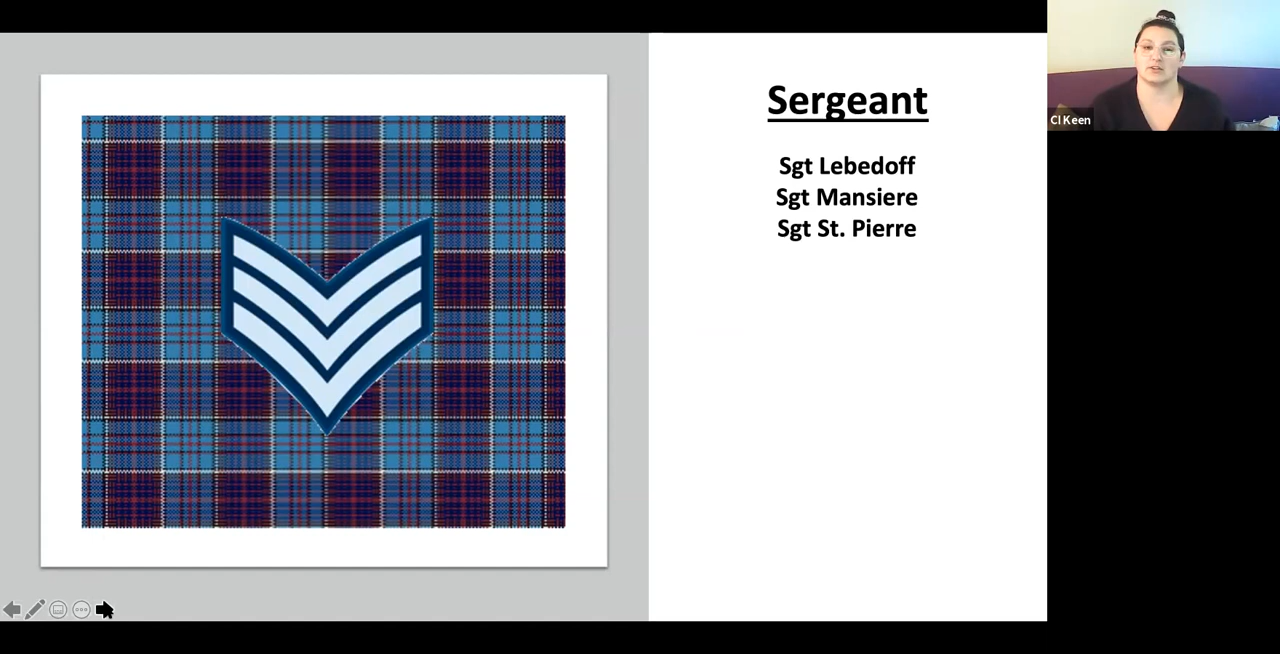 Sergeant
Sgt Lebedoff
Sgt Mansiere
Sgt St. Pierre
CI Keen